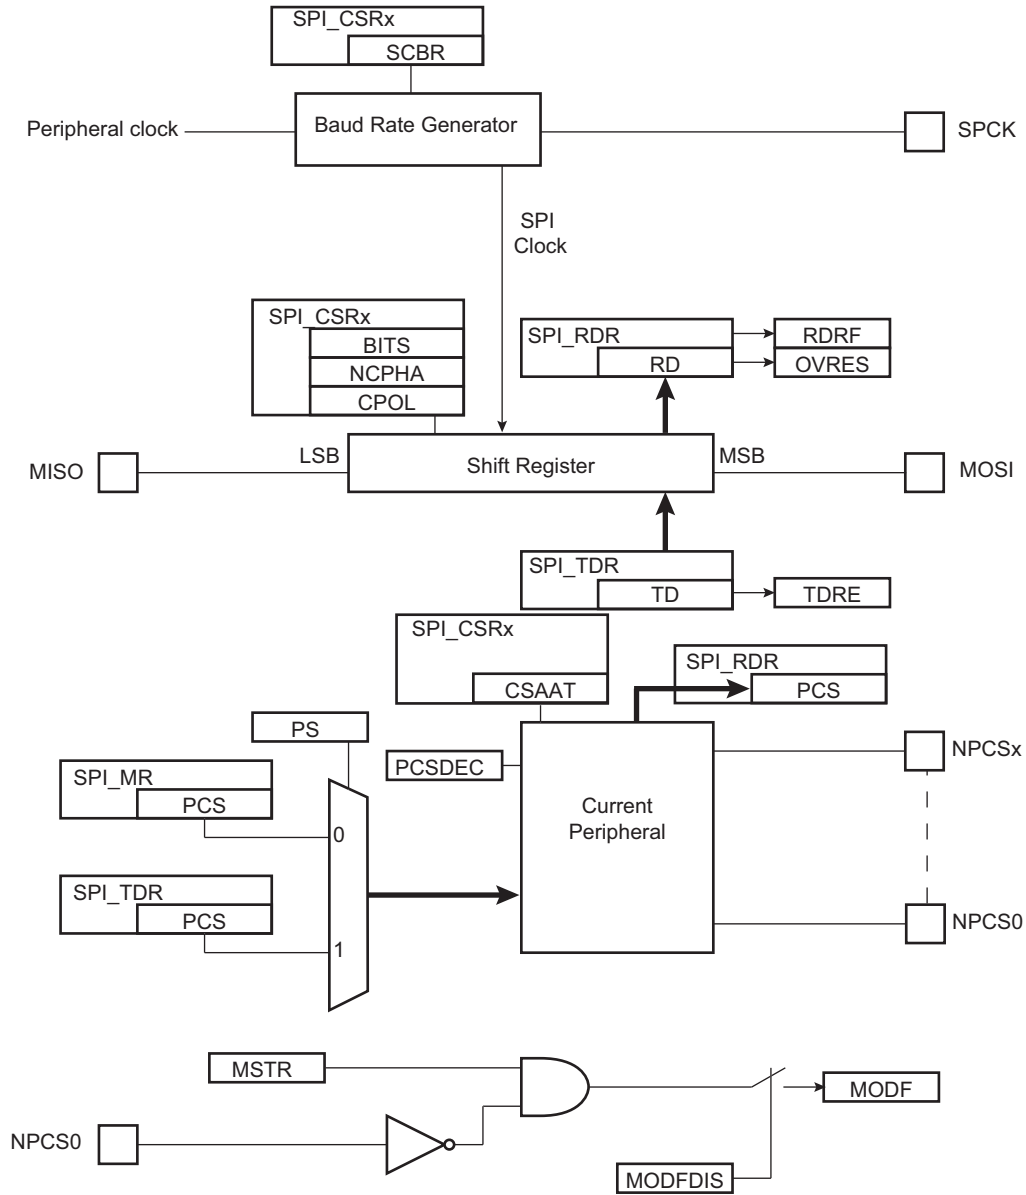 SPI_CSRx
SCBR
Peripheral clock
Baud Rate Generator
SPCK
SPI
Clock
SPI_CSRx
BITS
NCPHA
CPOL
SPI_RDR
RD
RDRF
OVRES
MISO
LSB
Shift Register
MSB
MOSI
SPI_TDR
TD
TDRE
SPI_CSRx
CSAAT
SPI_RDR
PCS
PS
PCSDEC
NPCSx
SPI_MR
PCS
0
Current
Peripheral
SPI_TDR
PCS
1
NPCS0
MSTR
MODF
NPCS0
MODFDIS